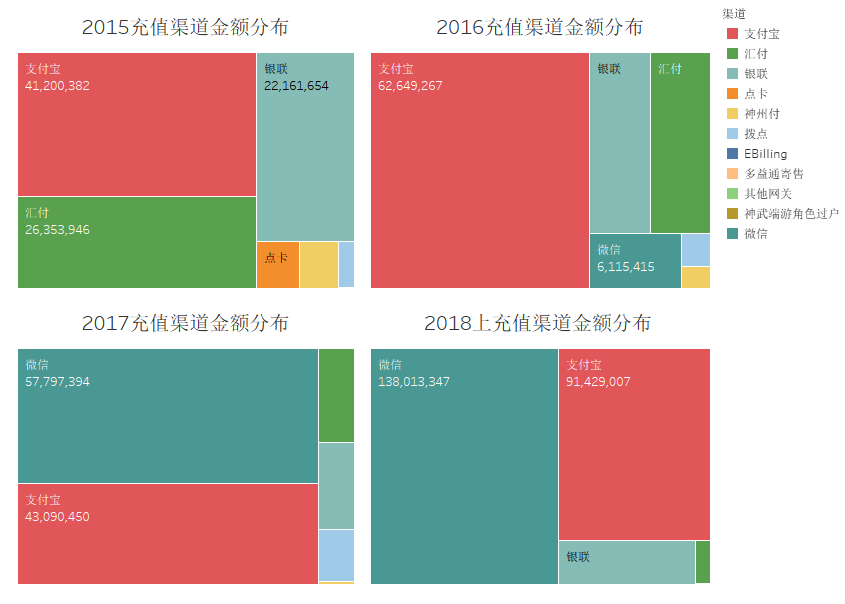 2015充值渠道金额分布
支付宝
41,200,382
银联
22,161,654
汇付
26,353,946
点卡
2016充值渠道金额分布
支付宝
62,649,267
银联
汇付
微信
6,115,415
渠道
支付宝
汇付
银联
点卡
神州付
拨点
EBilling
多益通寄售
其他网关
神武端游角色过户
微信
2017充值渠道金额分布
微信
57,797,394
支付宝
43,090,450
2018上充值渠道金额分布
微信
138,013,347
支付宝
91,429,007
银联